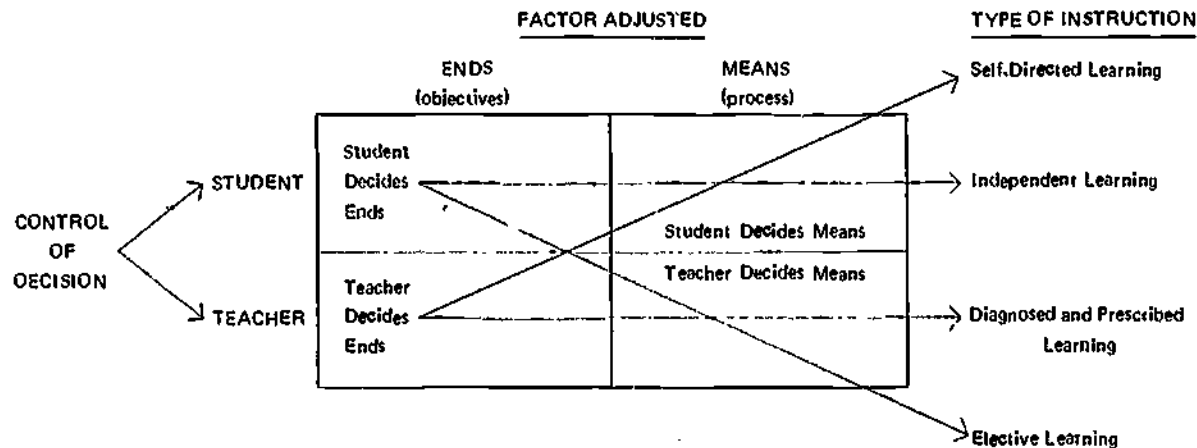 FACTOR ADJUSTED
TYPE OF INSTRUCTION
ENDS
(objectives)
MEANS
(process)
Self-Directed Learning
Student
Decides
Ends
STUDENT
Independent Learning
CONTROL
OF
OECISION
Student Decides Means
Teacher Decides Means
Teacher
Decides
Ends
TEACHER
Diagnosed and Prescribed
Learning
Elective Learning